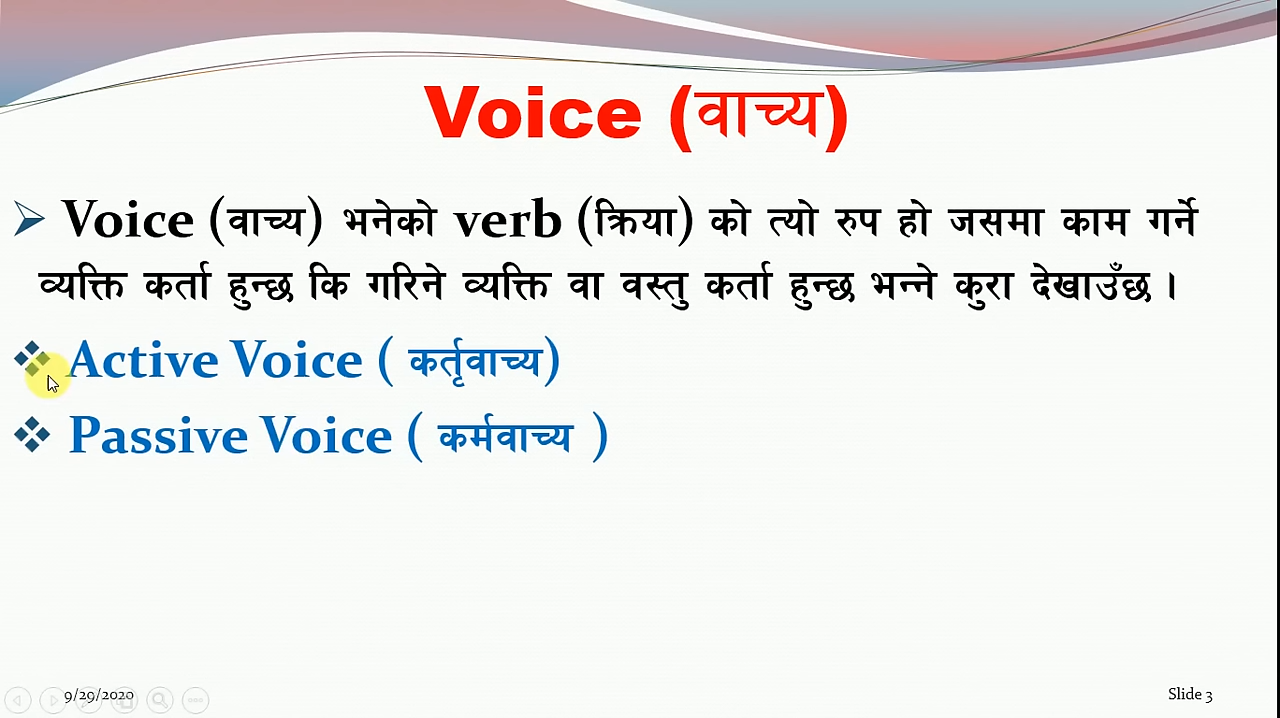 Voice (वाच्य)
Voice (वाच्य) भनेको verb (क्रिया) को त्यो रुप हो जसमा काम गर्ने
व्यक्ति कर्ता हुन्छ कि गरिने व्यक्ति वा वस्तु कर्ता हुन्छ भन्ने कुरा देखाउँछ ।
Active Voice ( कर्तृवाच्य)
Passive Voice ( कर्मवाच्य )
9/29/2020
Slide 3